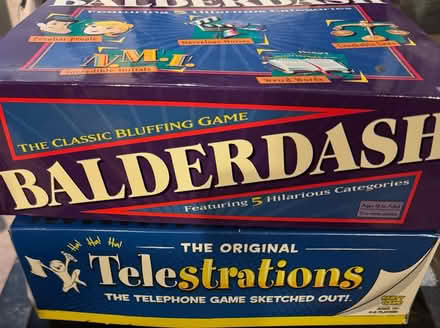 BALDERDASH
Peculiar People
Marvelous Movies
Laughable Laws
Incredible Initials
Weird Words
THE CLASSIC BLUFFING GAME
BALDERDASH
Featuring 5 Hilarious Categories
Ha! Ha! Ha!
THE ORIGINAL
Telestrations
THE TELEPHONE GAME SKETCHED OUT!